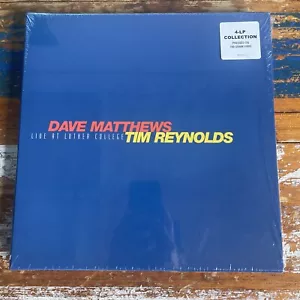 4-LP
COLLECTION
DAVE MATTHEWS
LIVE AT LUTHER COLLEGE TIM REYNOLDS